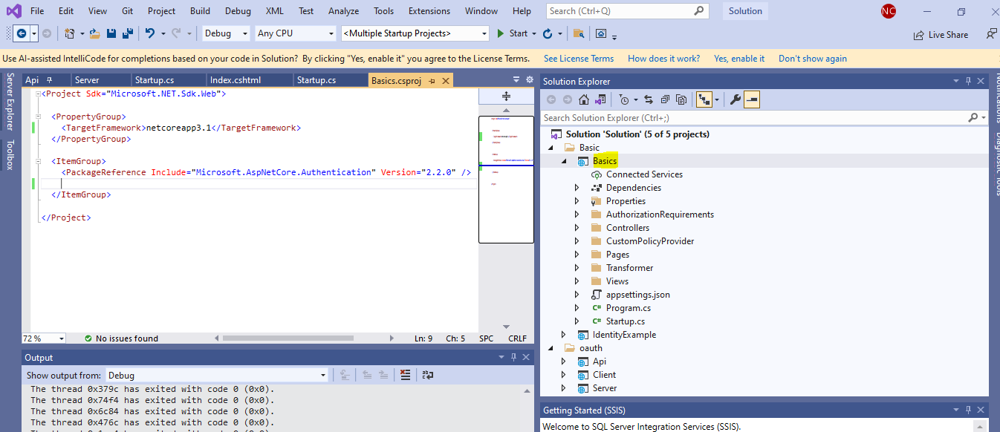 File Edit View Git Project Build Debug XML Test Analyze Tools Extensions Window Help Search (Ctrl+Q) Solution NC
Debug Any CPU <Multiple Startup Projects> Start Live Share
Use AI-assisted IntelliCode for completions based on your code in Solution? By clicking "Yes, enable it" you agree to the License Terms. See License Terms How does it work? Yes, enable it Don't show again
Server Explorer
Toolbox
Api Server Startup.cs Index.cshtml Startup.cs Basics.csproj
<Project Sdk="Microsoft.NET.Sdk.Web">
<PropertyGroup>
<TargetFramework>netcoreapp3.1</TargetFramework>
</PropertyGroup>
<ItemGroup>
<PackageReference Include="Microsoft.AspNetCore.Authentication" Version="2.2.0" />
</ItemGroup>
</Project>
72 % No issues found Ln: 9 Ch: 5 SPC CRLF
Output
Show output from: Debug
The thread 0x379c has exited with code 0 (0x0).
The thread 0x74f4 has exited with code 0 (0x0).
The thread 0x6c84 has exited with code 0 (0x0).
The thread 0x476c has exited with code 0 (0x0).
Solution Explorer
Search Solution Explorer (Ctrl+;)
Solution 'Solution' (5 of 5 projects)
Basic
Basics
Connected Services
Dependencies
Properties
AuthorizationRequirements
Controllers
CustomPolicyProvider
Pages
Transformer
Views
appsettings.json
C# Program.cs
C# Startup.cs
IdentityExample
oauth
Api
Client
Server
Getting Started (SSIS)
Welcome to SQL Server Integration Services (SSIS).